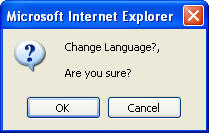 Microsoft Internet Explorer
Change Language?,
Are you sure?
OK
Cancel